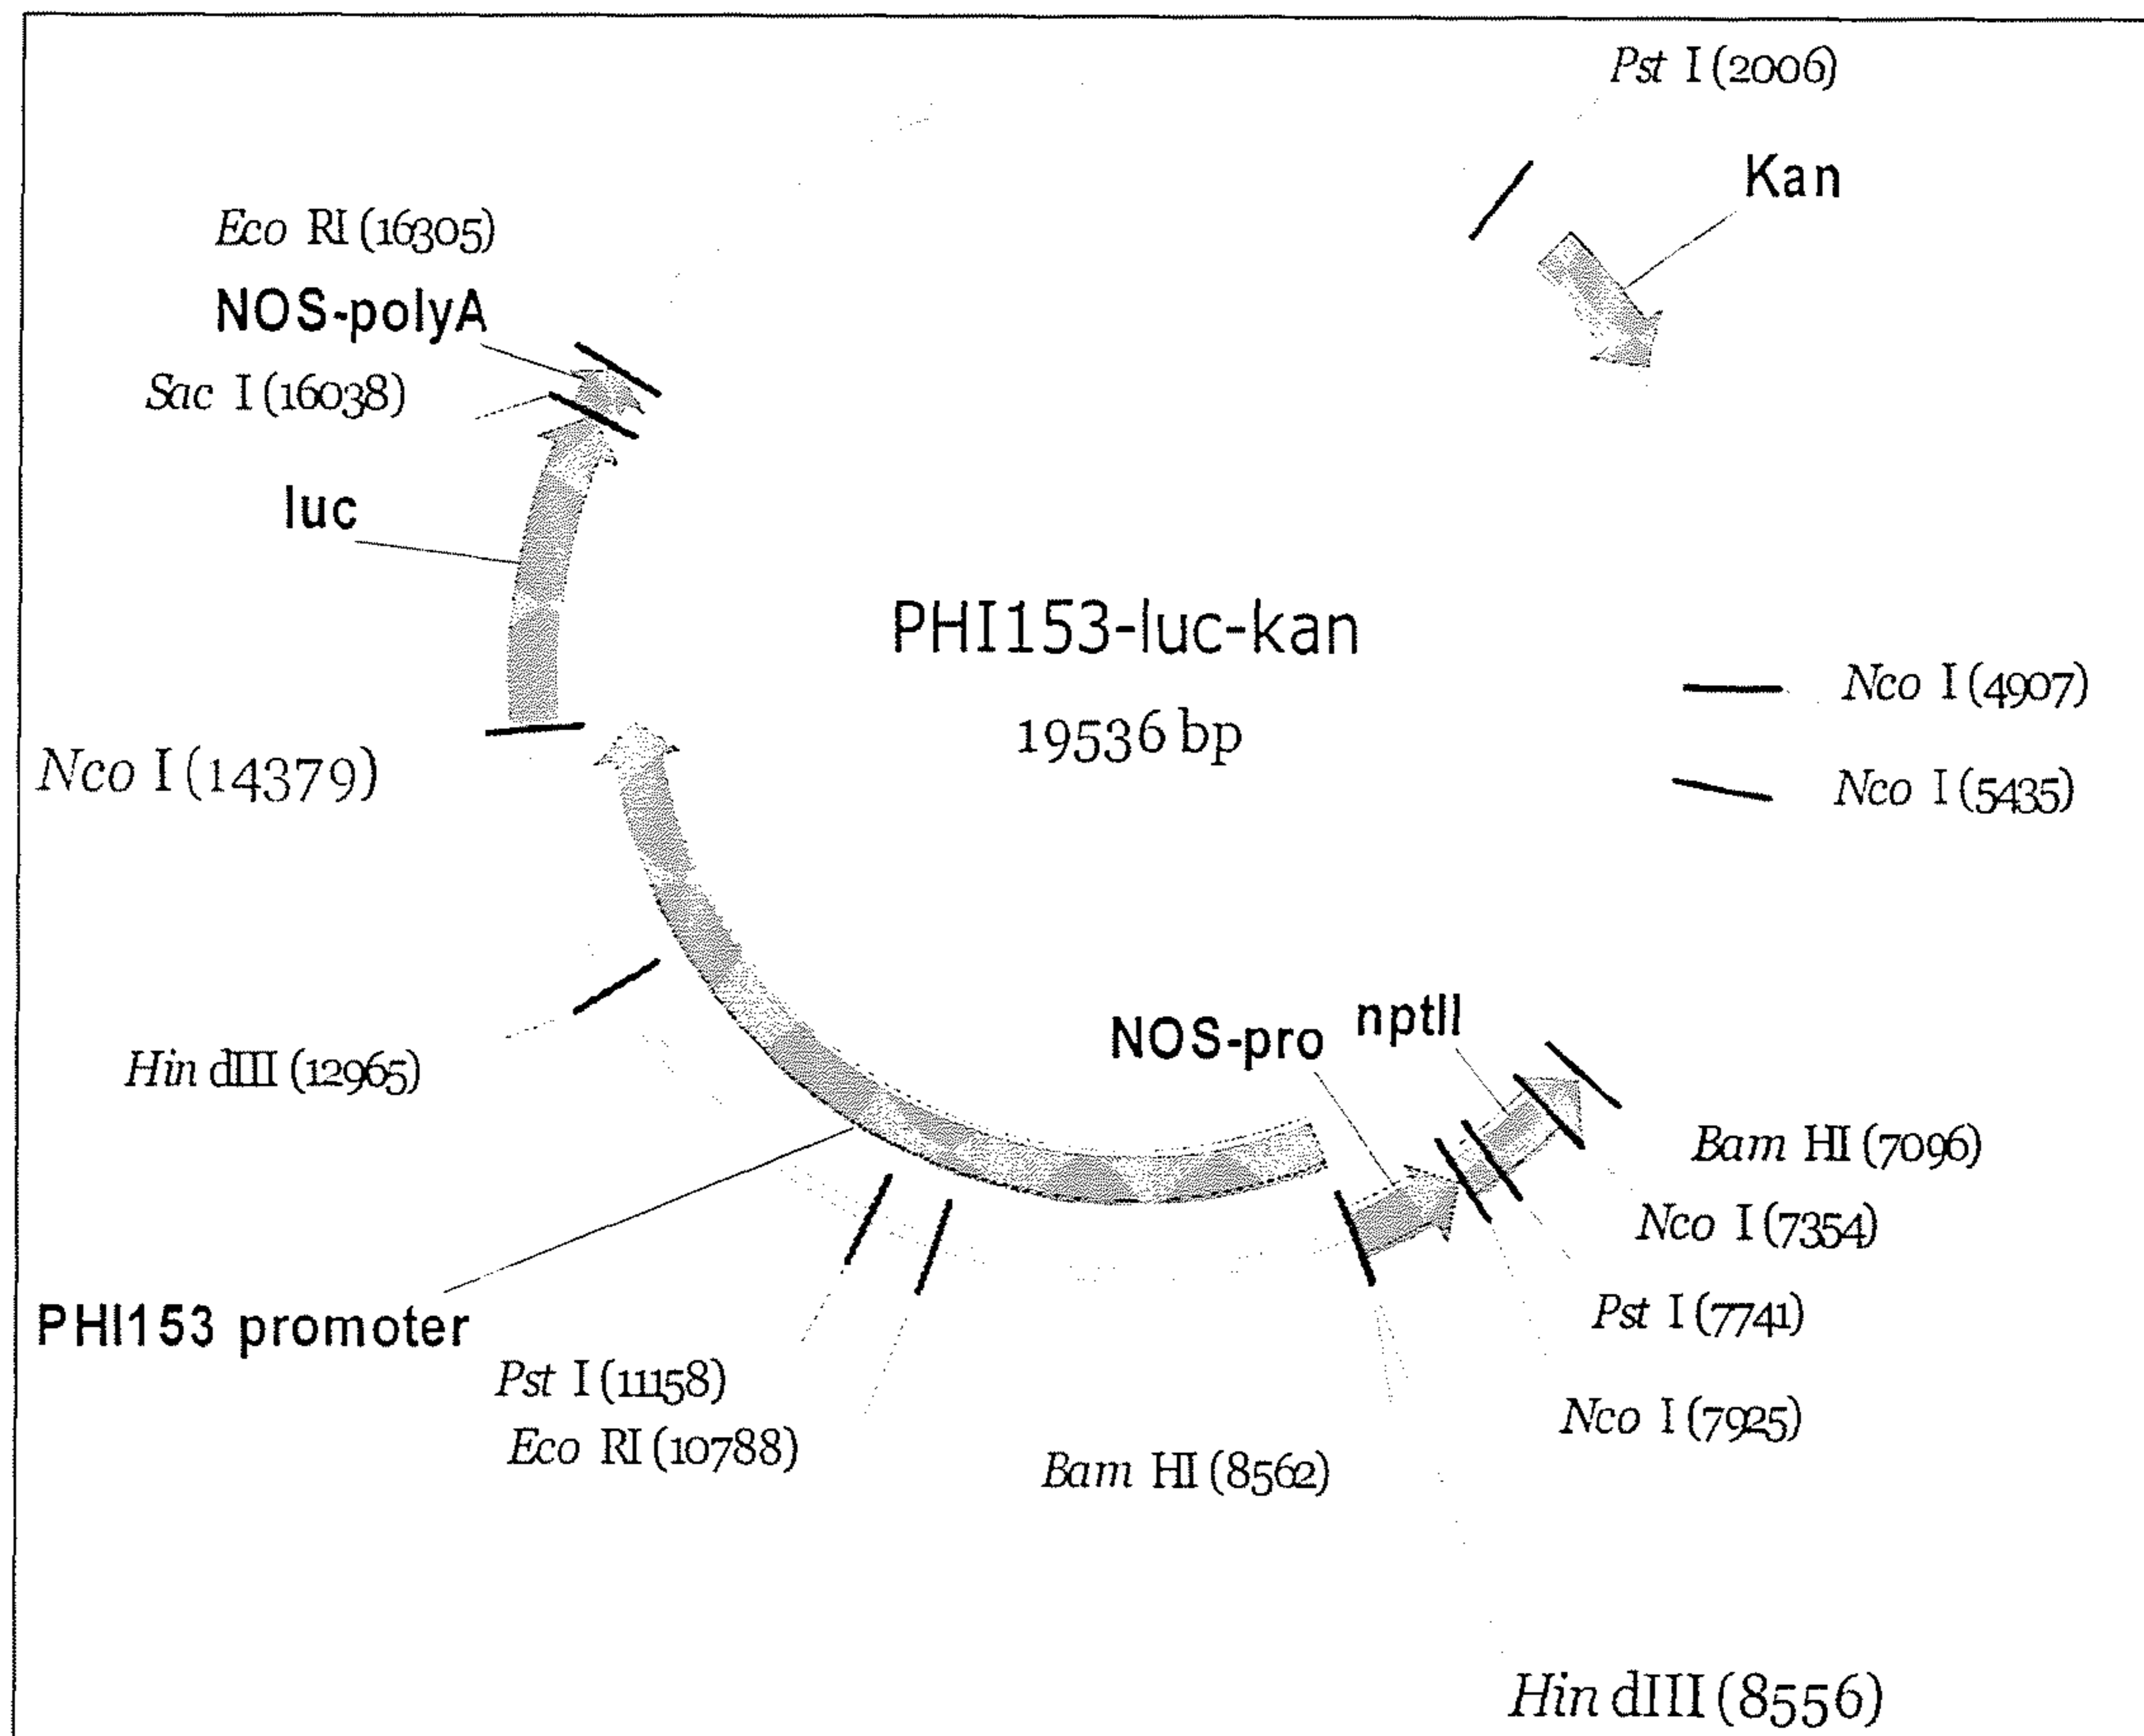 Pst I (2006)
Kan
Eco RI (16305)
NOS-polyA
Sac I (16038)
luc
PHI153-luc-kan
19536 bp
Nco I (4907)
Nco I (14379)
Nco I (5435)
NOS-pro
nptII
Hin dIII (12965)
Bam HI (7096)
Nco I (7354)
PHI153 promoter
Pst I (7741)
Pst I (11158)
Nco I (7925)
Eco RI (10788)
Bam HI (8562)
Hin dIII (8556)